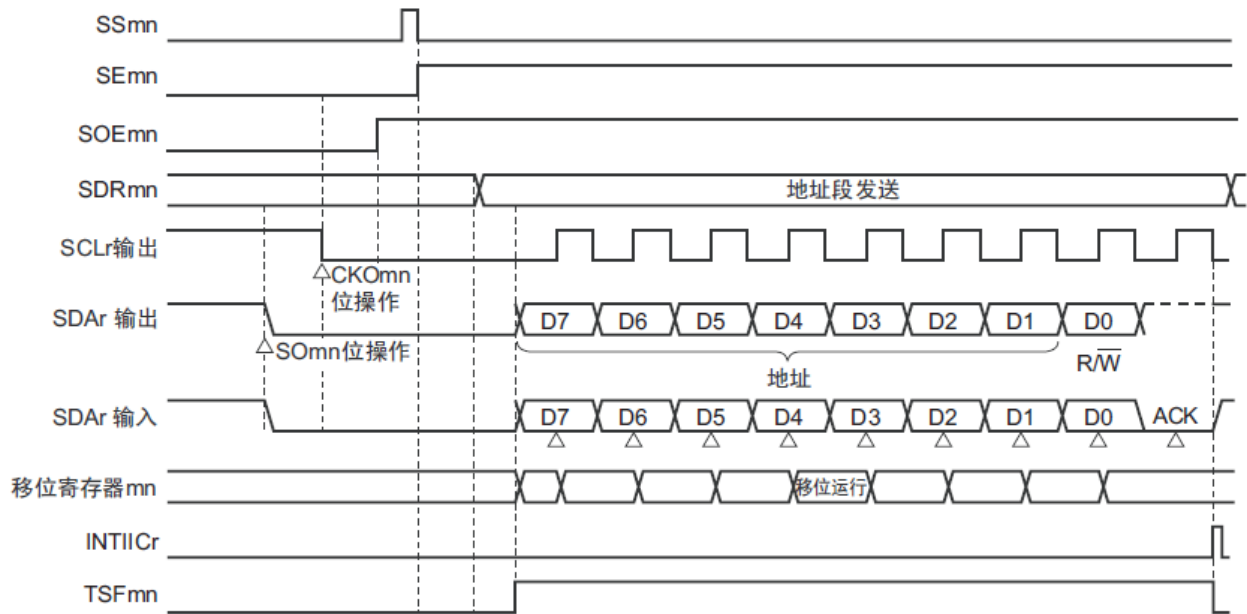 SSmn
SEmn
SOEmn
SDRmn
地址段发送
SCLr输出
CKOmn
位操作
SDAr 输出
D7 D6 D5 D4 D3 D2 D1 D0
SOmn位操作
地址
R/W
SDAr 输入
D7 D6 D5 D4 D3 D2 D1 D0 ACK
移位寄存器mn
移位运行
INTIICr
TSFmn